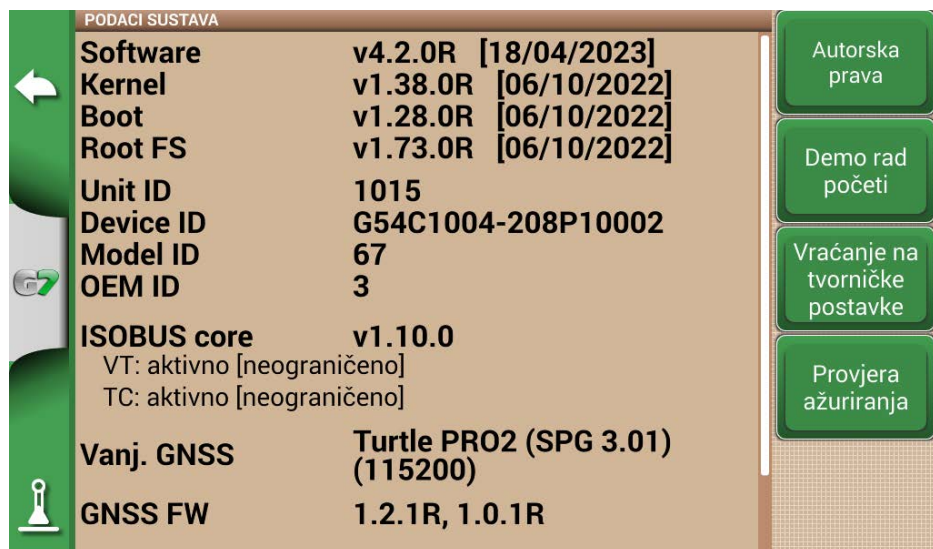 PODACI SUSTAVA
Software v4.2.0R [18/04/2023]
Kernel v1.38.0R [06/10/2022]
Boot v1.28.0R [06/10/2022]
Root FS v1.73.0R [06/10/2022]
Unit ID 1015
Device ID G54C1004-208P10002
Model ID 67
OEM ID 3
ISOBUS core v1.10.0
VT: aktivno [neograničeno]
TC: aktivno [neograničeno]
Vanj. GNSS Turtle PRO2 (SPG 3.01)
(115200)
GNSS FW 1.2.1R, 1.0.1R
G7
Autorska
prava
Demo rad
početi
Vraćanje na
tvorničke
postavke
Provjera
ažuriranja